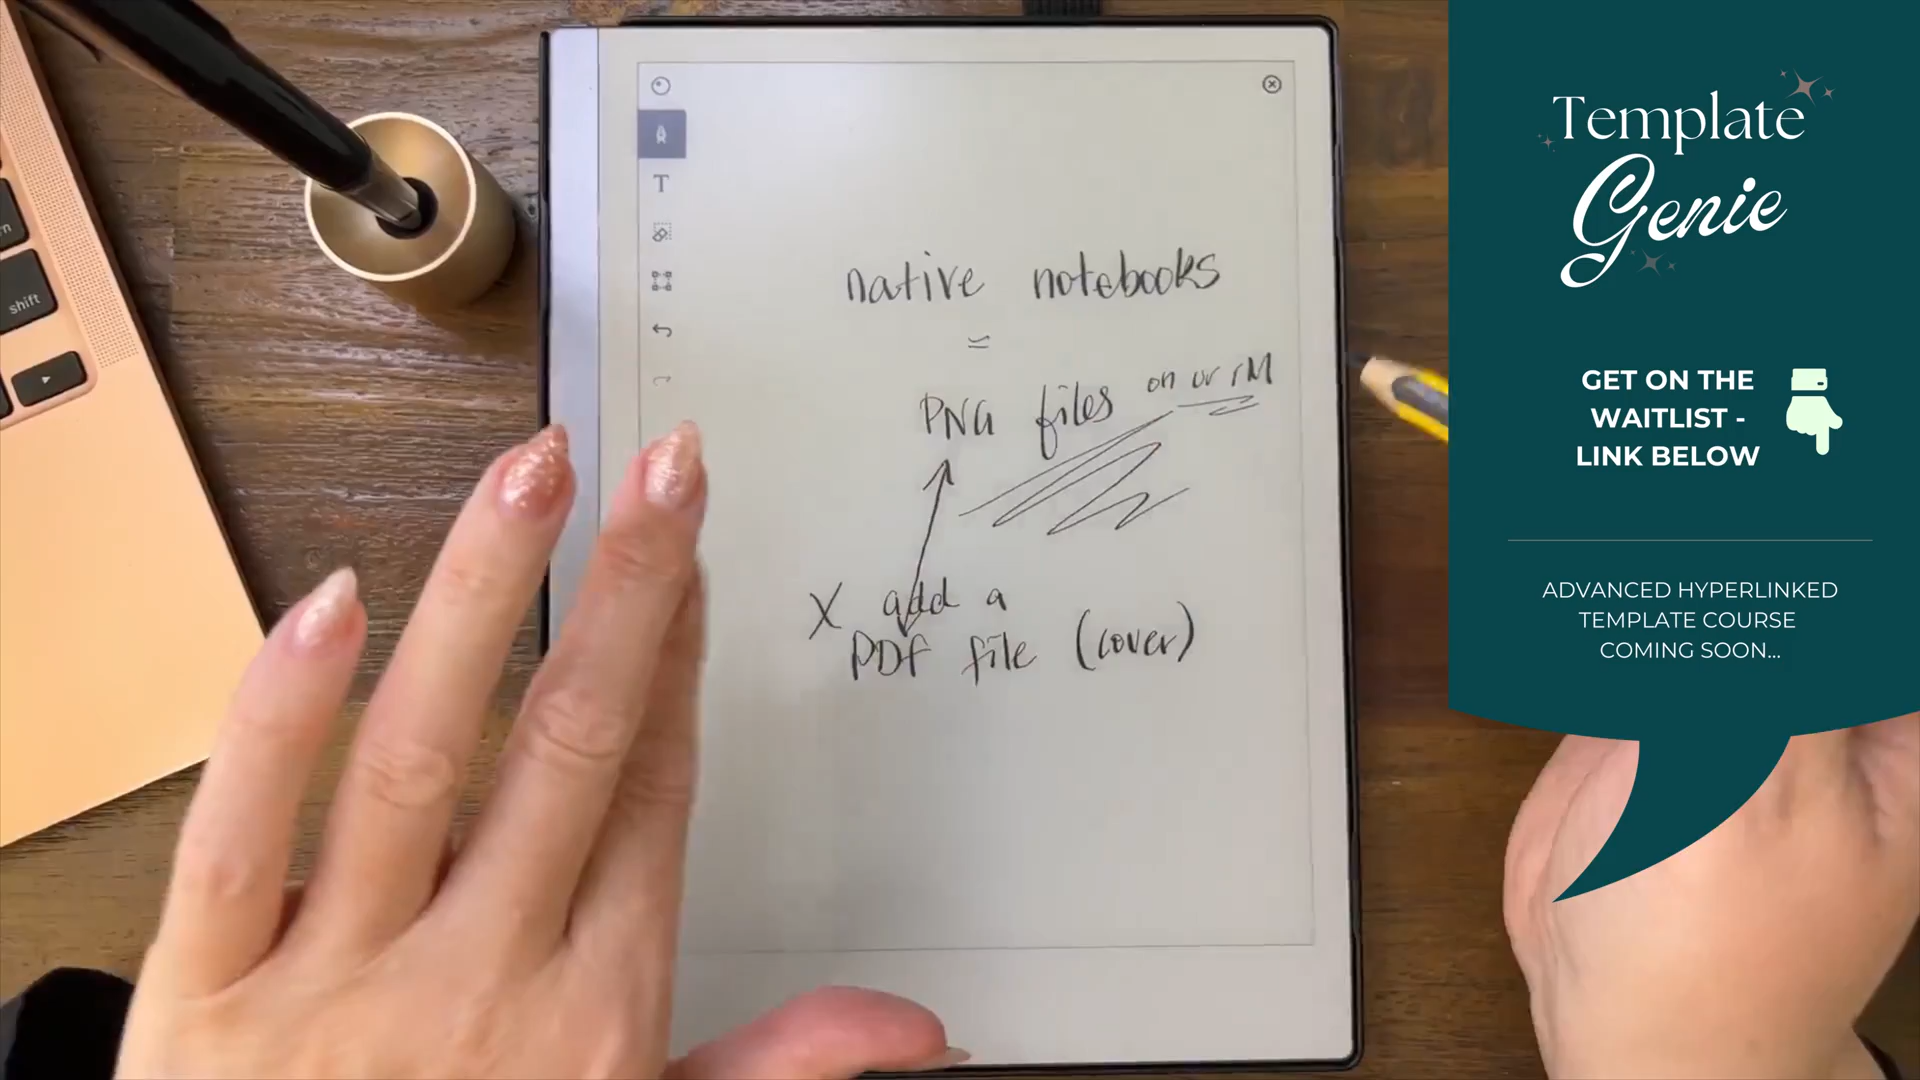 T
native notebooks
=
PNG files on ur rM
X add a
PDF file (cover)
shift
Template
Genie
GET ON THE
WAITLIST -
LINK BELOW
ADVANCED HYPERLINKED
TEMPLATE COURSE
COMING SOON...